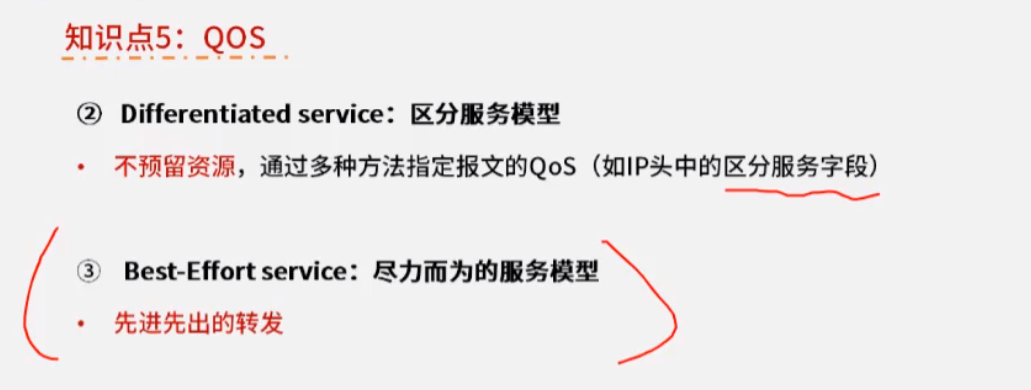 知识点5：QOS
② Differentiated service：区分服务模型
• 不预留资源，通过多种方法指定报文的QoS（如IP头中的区分服务字段）
③ Best-Effort service：尽力而为的服务模型
• 先进先出的转发